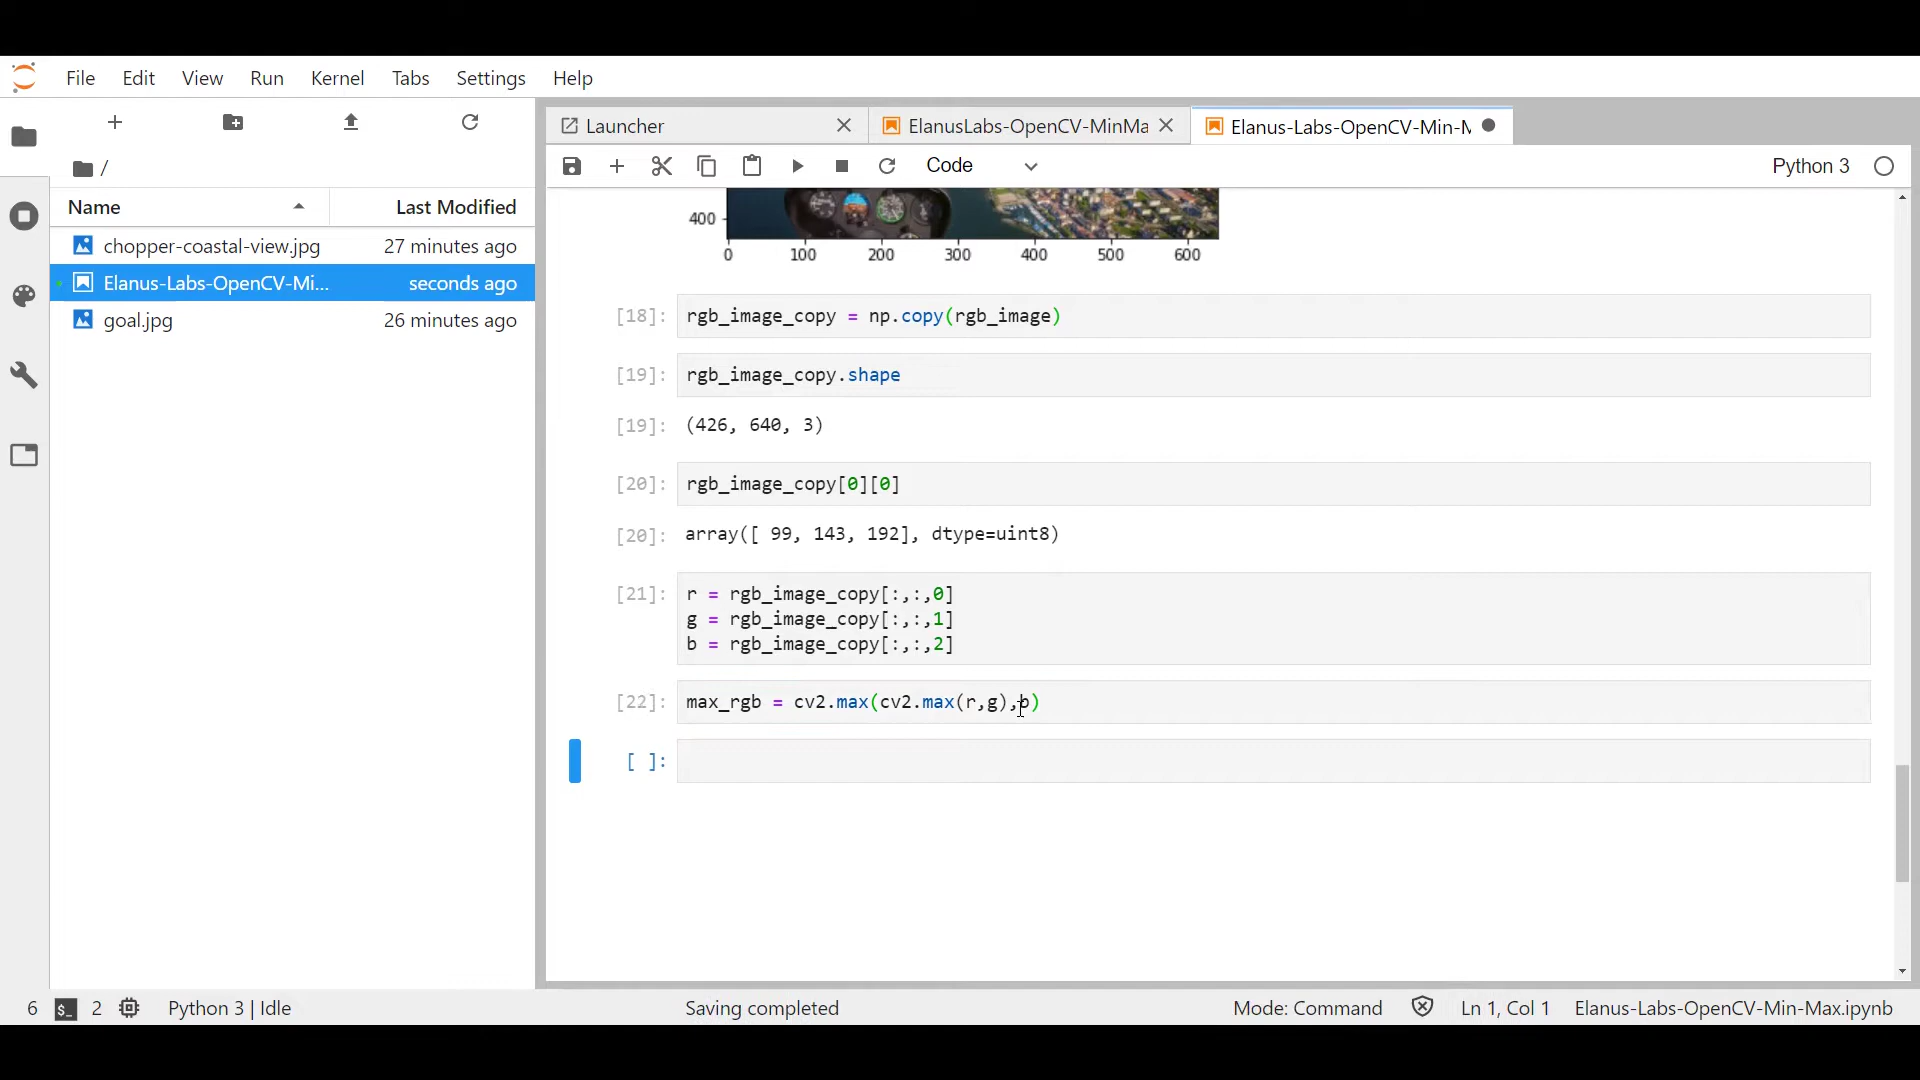 File Edit View Run Kernel Tabs Settings Help
/
Name Last Modified
chopper-coastal-view.jpg 27 minutes ago
Elanus-Labs-OpenCV-Mi... seconds ago
goal.jpg 26 minutes ago
Launcher
ElanusLabs-OpenCV-MinMa
Elanus-Labs-OpenCV-Min-M
Code
Python 3
400
0 100 200 300 400 500 600
[18]: rgb_image_copy = np.copy(rgb_image)
[19]: rgb_image_copy.shape
[19]: (426, 640, 3)
[20]: rgb_image_copy[0][0]
[20]: array([ 99, 143, 192], dtype=uint8)
[21]: r = rgb_image_copy[:,:,0]
g = rgb_image_copy[:,:,1]
b = rgb_image_copy[:,:,2]
[22]: max_rgb = cv2.max(cv2.max(r,g),b)
[ ]:
6 $_ 2 Python 3 | Idle Saving completed Mode: Command Ln 1, Col 1 Elanus-Labs-OpenCV-Min-Max.ipynb